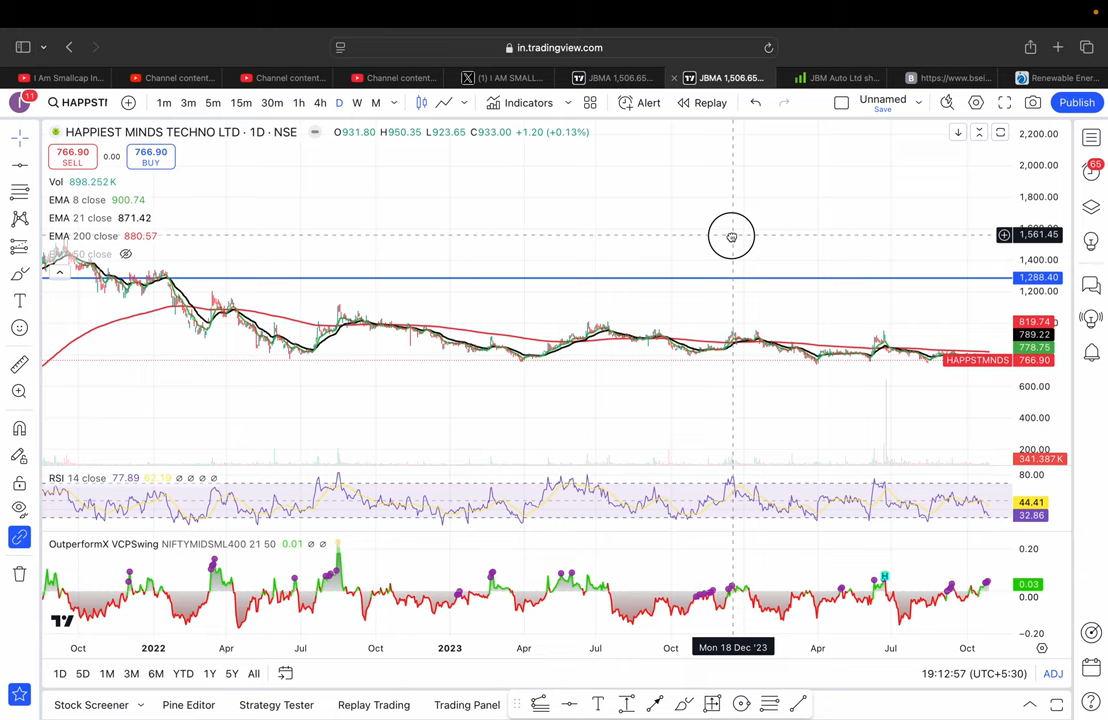 in.tradingview.com
I Am Smallcap In...
Channel content...
Channel content...
Channel content...
(1) I AM SMALL...
JBMA 1,506.65...
JBMA 1,506.65...
JBM Auto Ltd sh...
https://www.bsei...
Renewable Ener...
11
HAPPSTI
1m 3m 5m 15m 30m 1h 4h D W M
Indicators
Alert
Replay
Unnamed
Save
Publish
HAPPIEST MINDS TECHNO LTD · 1D · NSE
O931.80 H950.35 L923.65 C933.00 +1.20 (+0.13%)
766.90
SELL
0.00
766.90
BUY
Vol 898.252K
EMA 8 close 900.74
EMA 21 close 871.42
EMA 200 close 880.57
EMA 50 close
2,200.00
2,000.00
1,800.00
1,561.45
1,400.00
1,288.40
1,200.00
819.74
789.22
778.75
HAPPSTMNDS 766.90
600.00
400.00
200.00
341.387K
65
RSI 14 close 77.89 62.19 ∅ ∅ ∅ ∅
80.00
44.41
32.86
OutperformX VCPSwing NIFTYMIDSML400 21 50 0.01 ∅ ∅
H
0.20
0.03
0.00
−0.20
Oct 2022 Apr Jul Oct 2023 Apr Jul Oct Mon 18 Dec '23 Apr Jul Oct
1D 5D 1M 3M 6M YTD 1Y 5Y All
19:12:57 (UTC+5:30) ADJ
Stock Screener
Pine Editor
Strategy Tester
Replay Trading
Trading Panel